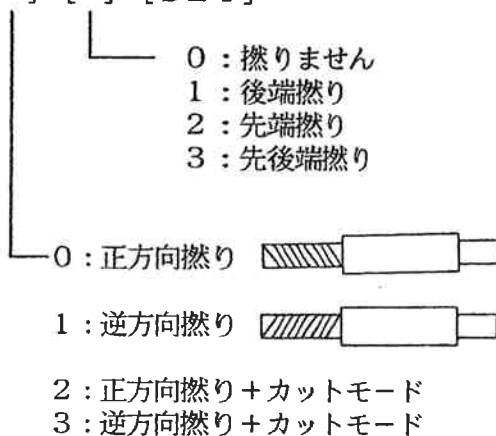 0：撚りません
1：後端撚り
2：先端撚り
3：先後端撚り
0：正方向撚り
1：逆方向撚り
2：正方向撚り＋カットモード
3：逆方向撚り＋カットモード